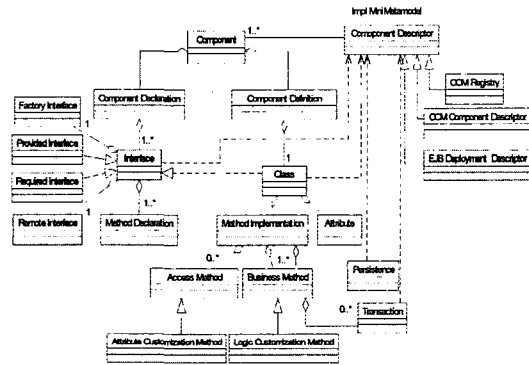 Impl Mini Metamodel
Component
1..*
Component Descriptor
CCM Registry
Component Declaration
Component Definition
Factory Interface
CCM Component Descriptor
1
1..*
Provided Interface
Interface
1
EJB Deployment Descriptor
Class
Required Interface
1
Remote Interface
1..*
Method Declaration
Method Implementation
Attribute
0..*
1..*
Access Method
Business Method
Persistence
0..*
Transaction
Attribute Customization Method
Logic Customization Method